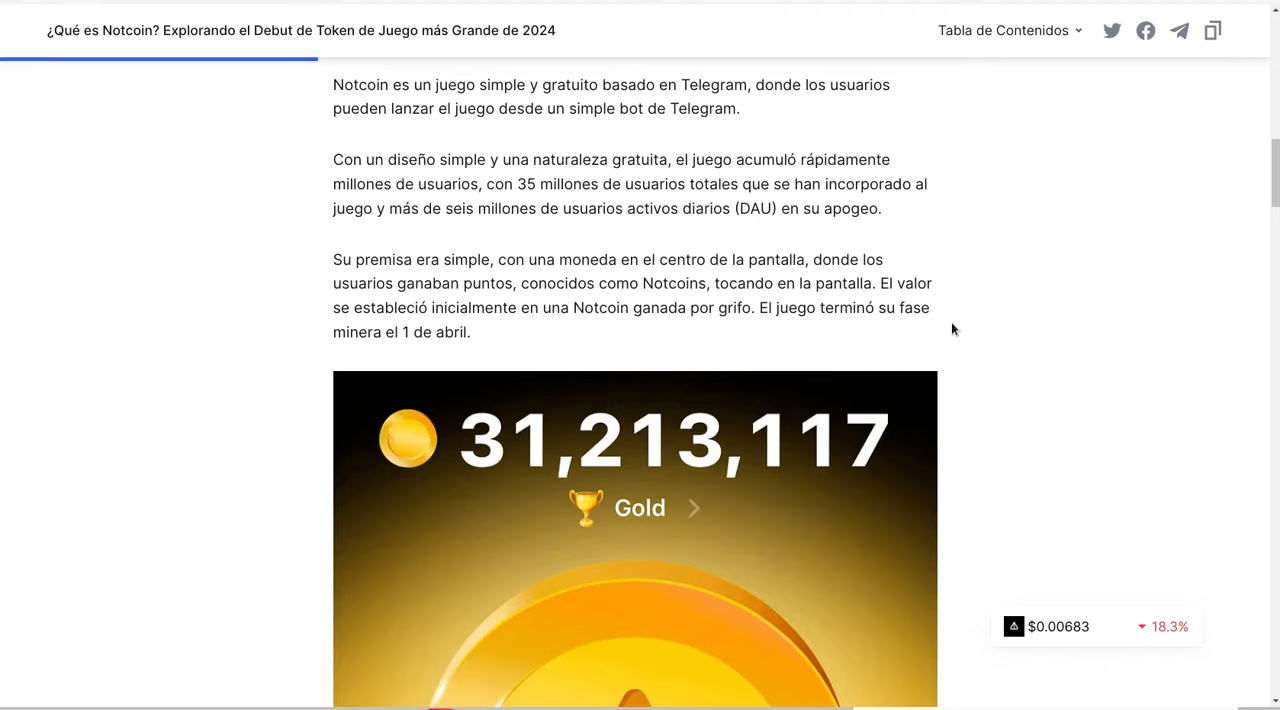 ¿Qué es Notcoin? Explorando el Debut de Token de Juego más Grande de 2024
Tabla de Contenidos
Notcoin es un juego simple y gratuito basado en Telegram, donde los usuarios
pueden lanzar el juego desde un simple bot de Telegram.
Con un diseño simple y una naturaleza gratuita, el juego acumuló rápidamente
millones de usuarios, con 35 millones de usuarios totales que se han incorporado al
juego y más de seis millones de usuarios activos diarios (DAU) en su apogeo.
Su premisa era simple, con una moneda en el centro de la pantalla, donde los
usuarios ganaban puntos, conocidos como Notcoins, tocando en la pantalla. El valor
se estableció inicialmente en una Notcoin ganada por grifo. El juego terminó su fase
minera el 1 de abril.
31,213,117
Gold
$0.00683
18.3%